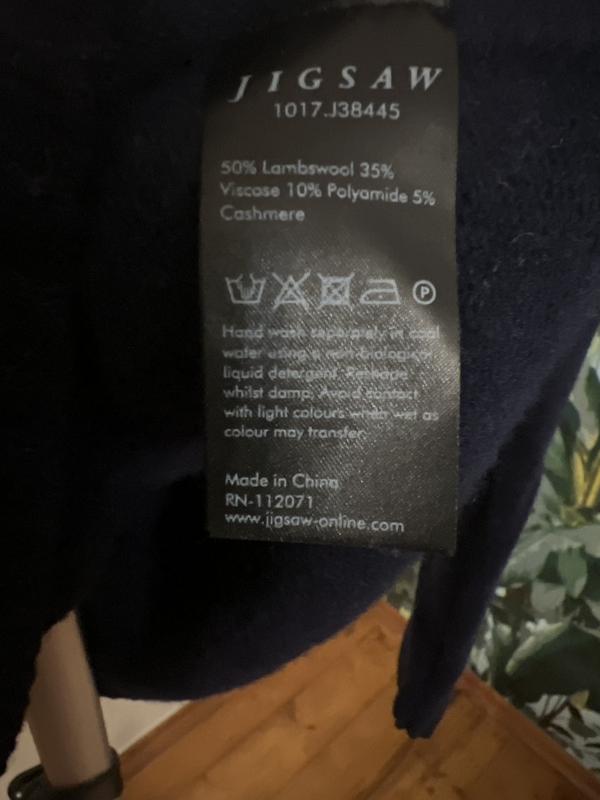 JIGSAW
1017.J38445
50% Lambswool 35%
Viscose 10% Polyamide 5%
Cashmere
P
Hand wash separately in cool
water using a non-biological
liquid detergent. Reshape
whilst damp. Avoid contact
with light colours when wet as
colour may transfer.
Made in China
RN-112071
www.jigsaw-online.com